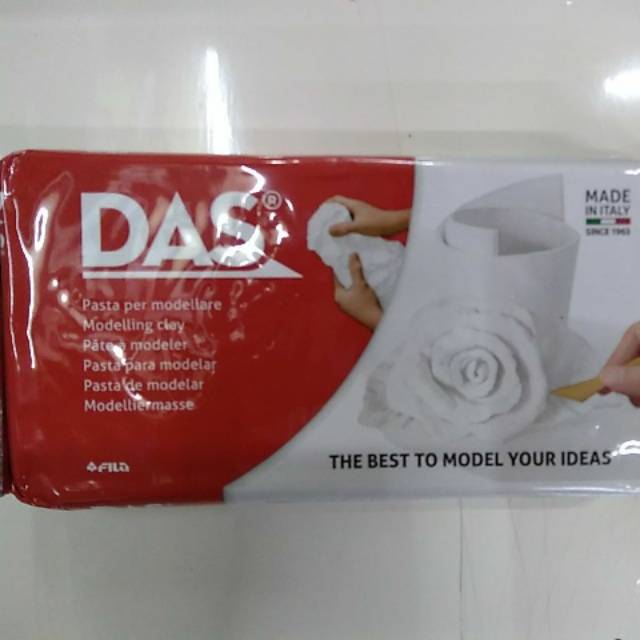 DAS®
Pasta per modellare
Modelling clay
Pâte à modeler
Pasta para modelar
Pasta de modelar
Modelliermasse
FILA
MADE
IN ITALY
SINCE 1963
THE BEST TO MODEL YOUR IDEAS